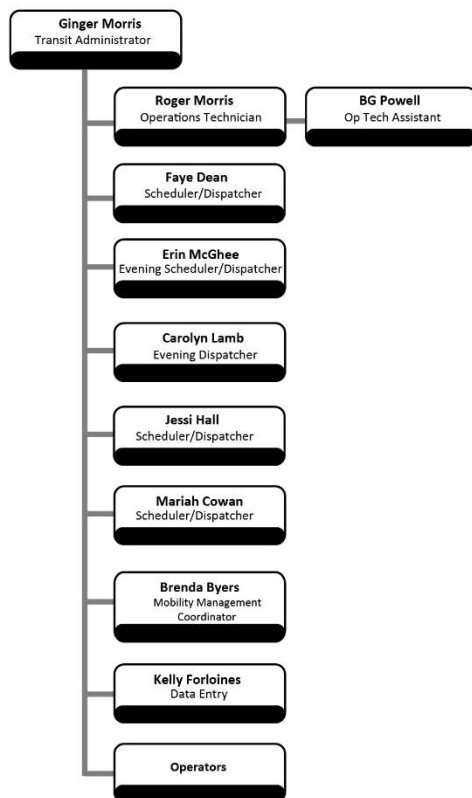 Ginger Morris
Transit Administrator
Roger Morris
Operations Technician
BG Powell
Op Tech Assistant
Faye Dean
Scheduler/Dispatcher
Erin McGhee
Evening Scheduler/Dispatcher
Carolyn Lamb
Evening Dispatcher
Jessi Hall
Scheduler/Dispatcher
Mariah Cowan
Scheduler/Dispatcher
Brenda Byers
Mobility Management
Coordinator
Kelly Forloines
Data Entry
Operators